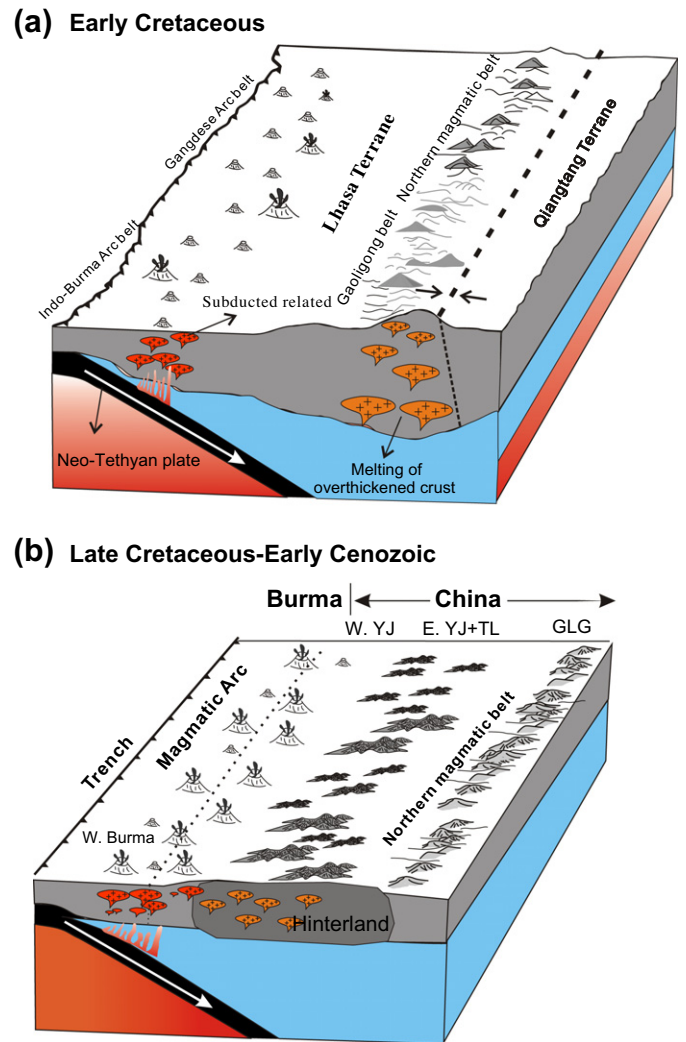 (a) Early Cretaceous
Gangdese Arc belt
Indo-Burma Arc belt
Lhasa Terrane
Northern magmatic belt
Gaoligong belt
Qiangtang Terrane
Subducted related
Neo-Tethyan plate
Melting of
overthickened crust
(b) Late Cretaceous-Early Cenozoic
Burma
China
W. YJ
E. YJ+TL
GLG
Trench
Magmatic Arc
Northern magmatic belt
W. Burma
Hinterland